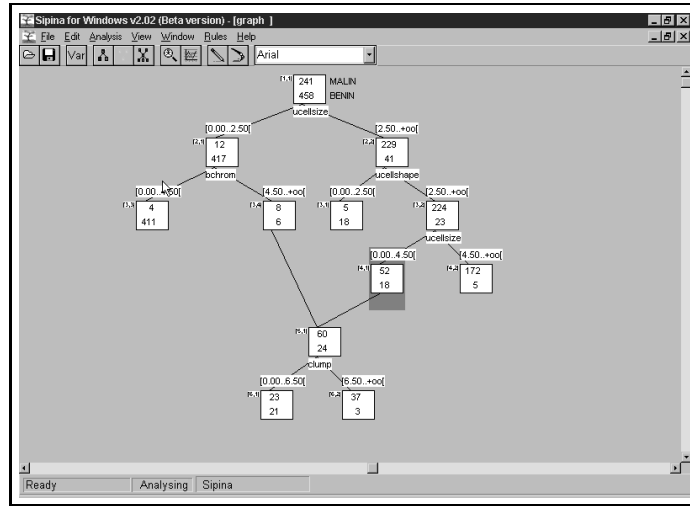 Sipina for Windows v2.02 (Beta version) - [graph ]
File Edit Analysis View Window Rules Help
Var Arial
[1,1] 241 MALIN
458 BENIN
ucellsize
[0.00..2.50[ [2.50..+oo[
[2,1] 12 [2,2] 229
417 41
bchrom ucellshape
[0.00..4.50[ [4.50..+oo[ [0.00..2.50[ [2.50..+oo[
[3,3] 4 [3,4] 8 [3,1] 5 [3,2] 224
411 6 18 23
ucellsize
[0.00..4.50[ [4.50..+oo[
[4,1] 52 [4,2] 172
18 5
[5,1] 60
24
clump
[0.00..6.50[ [6.50..+oo[
[6,1] 23 [6,2] 37
21 3
Ready Analysing Sipina